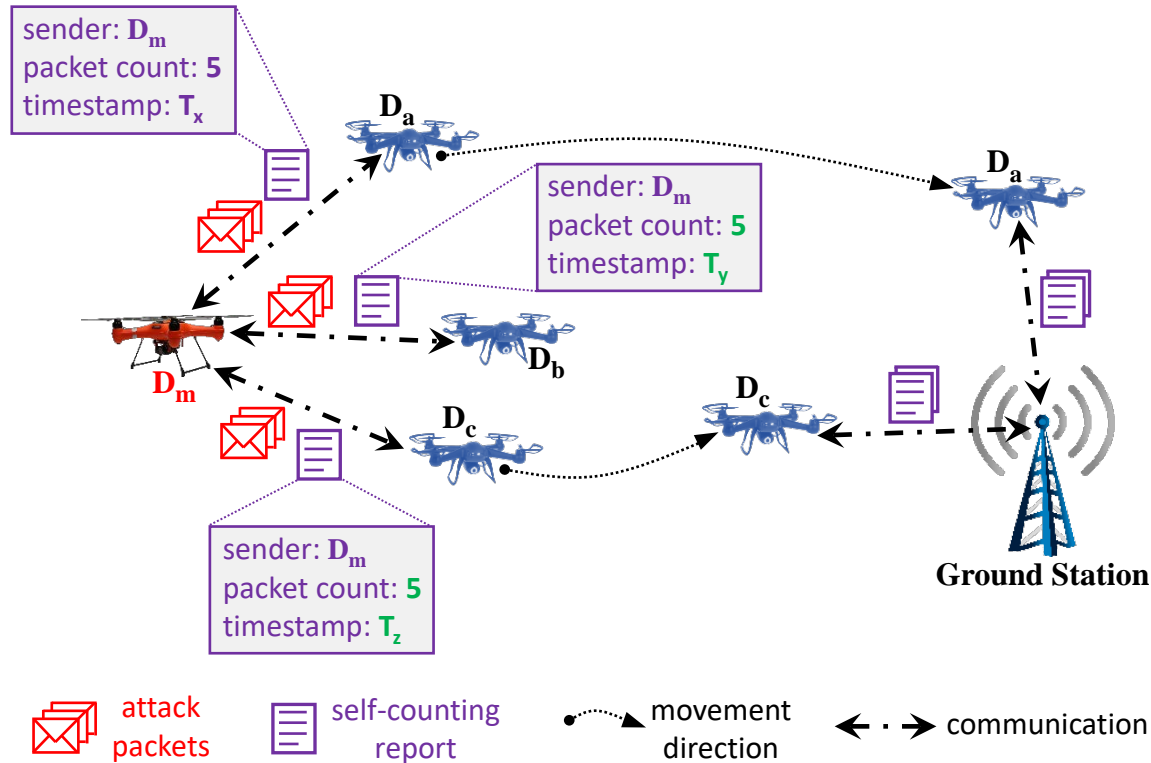 sender: Dm
packet count: 5
timestamp: Tx
Da
sender: Dm
packet count: 5
timestamp: Ty
Da
Dm
Db
Dc
Dc
sender: Dm
packet count: 5
timestamp: Tz
Ground Station
attack
packets
self-counting
report
movement
direction
communication